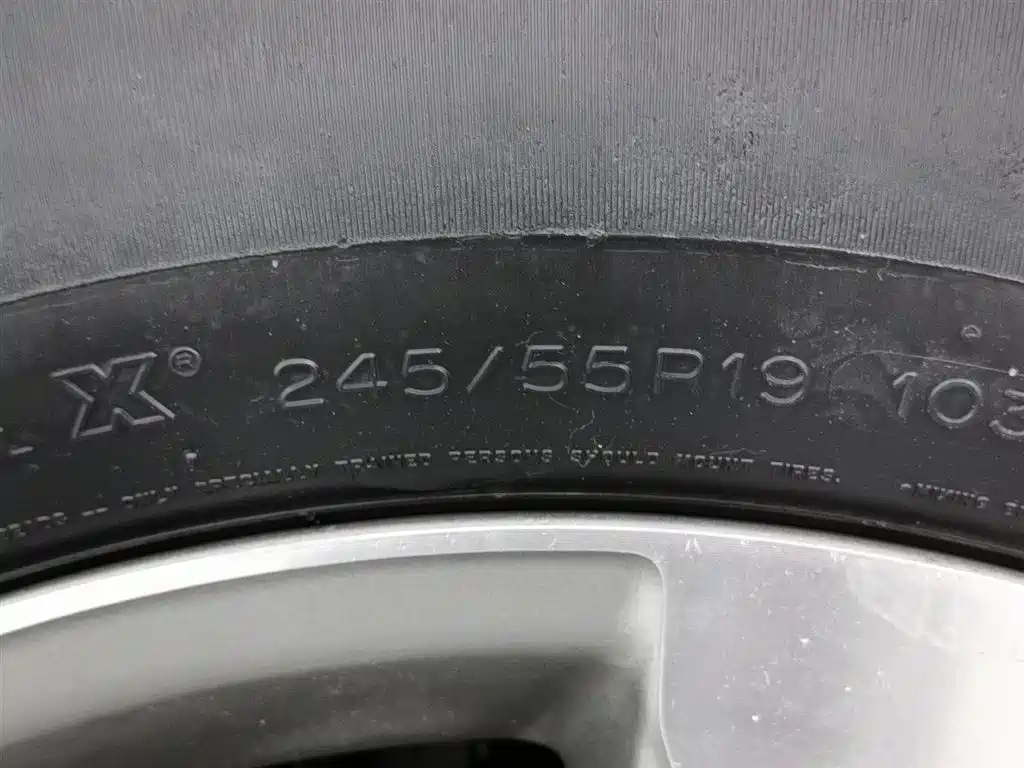 X® 245/55R19 103
ONLY SPECIALLY TRAINED PERSONS SHOULD MOUNT TIRES.